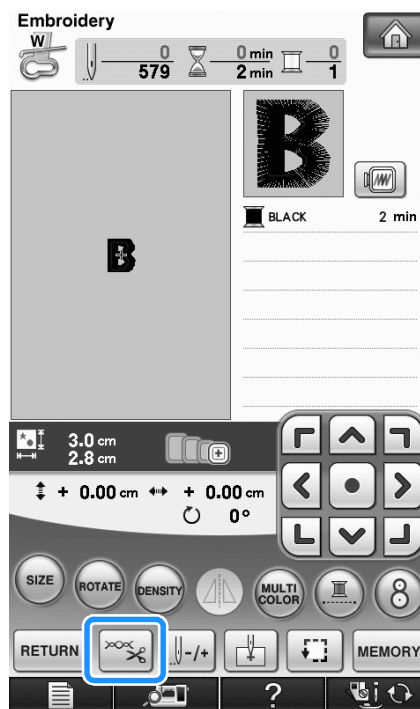 Embroidery
W
0 0 min 0
579 2 min 1
B
BLACK 2 min
B
3.0 cm
2.8 cm
+ 0.00 cm + 0.00 cm
0°
SIZE ROTATE DENSITY MULTI COLOR 8
RETURN -/+ MEMORY
?